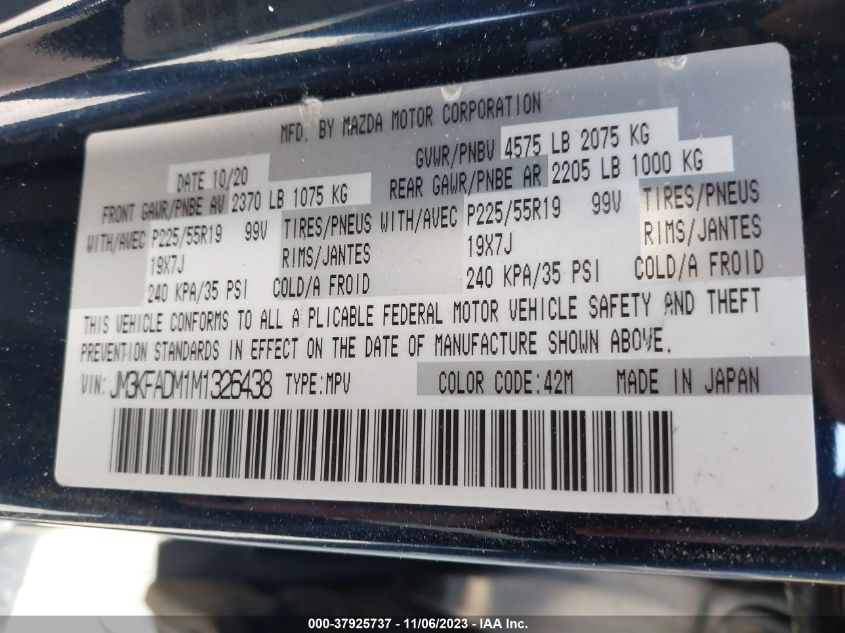 MFD. BY MAZDA MOTOR CORPORATION
DATE 10/20 GVWR/PNBV 4575 LB 2075 KG
FRONT GAWR/PNBE AV 2370 LB 1075 KG REAR GAWR/PNBE AR 2205 LB 1000 KG
WITH/AVEC P225/55R19 99V TIRES/PNEUS WITH/AVEC P225/55R19 99V TIRES/PNEUS
19X7J RIMS/JANTES 19X7J RIMS/JANTES
240 KPA/35 PSI COLD/A FROID 240 KPA/35 PSI COLD/A FROID
THIS VEHICLE CONFORMS TO ALL A PLICABLE FEDERAL MOTOR VEHICLE SAFETY AND THEFT
PREVENTION STANDARDS IN EFFECT ON THE DATE OF MANUFACTURE SHOWN ABOVE.
VIN: JM3KFADM1M1326438 TYPE:MPV COLOR CODE:42M MADE IN JAPAN
000-37925737 - 11/06/2023 - IAA Inc.